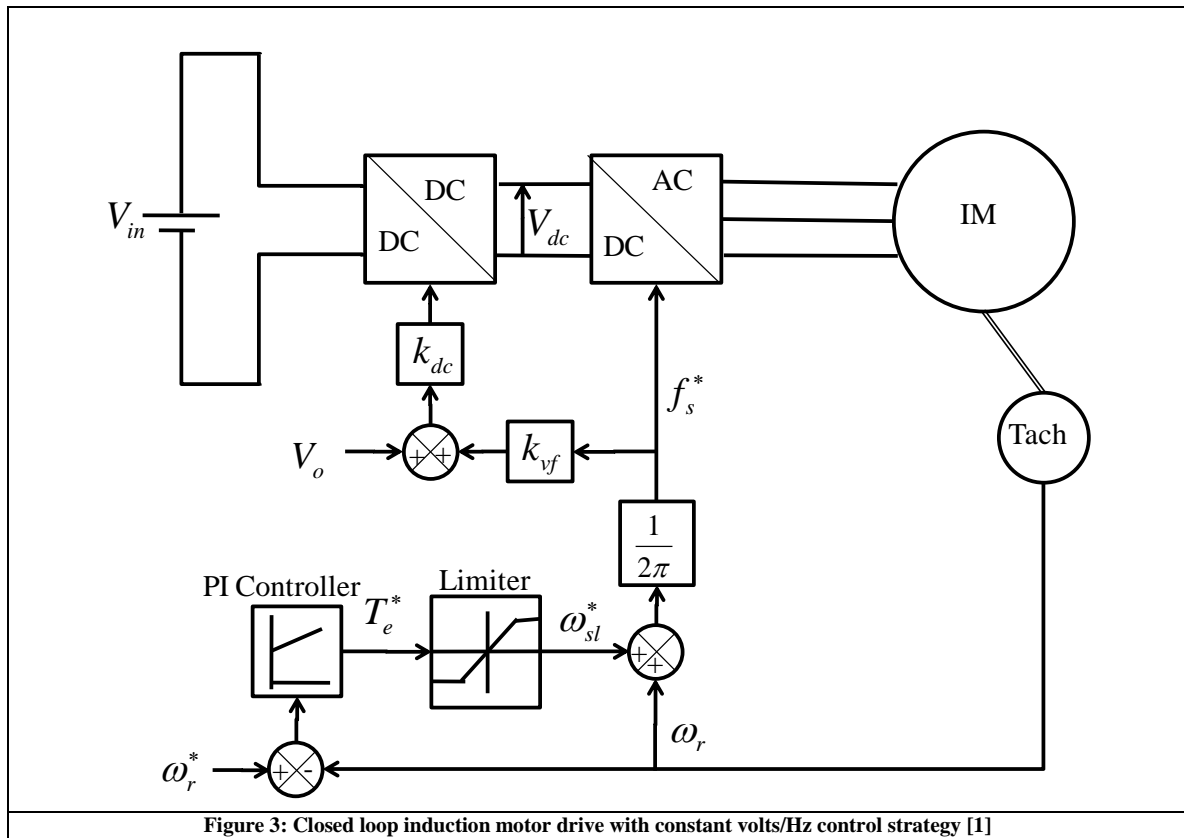 DC
DC
AC
DC
IM
V_in
V_dc
k_dc
f_s^*
Tach
V_o
+ +
k_vf
1
2π
PI Controller
Limiter
T_e^*
ω_sl^*
+
+
ω_r
ω_r^*
+ -
Figure 3: Closed loop induction motor drive with constant volts/Hz control strategy [1]